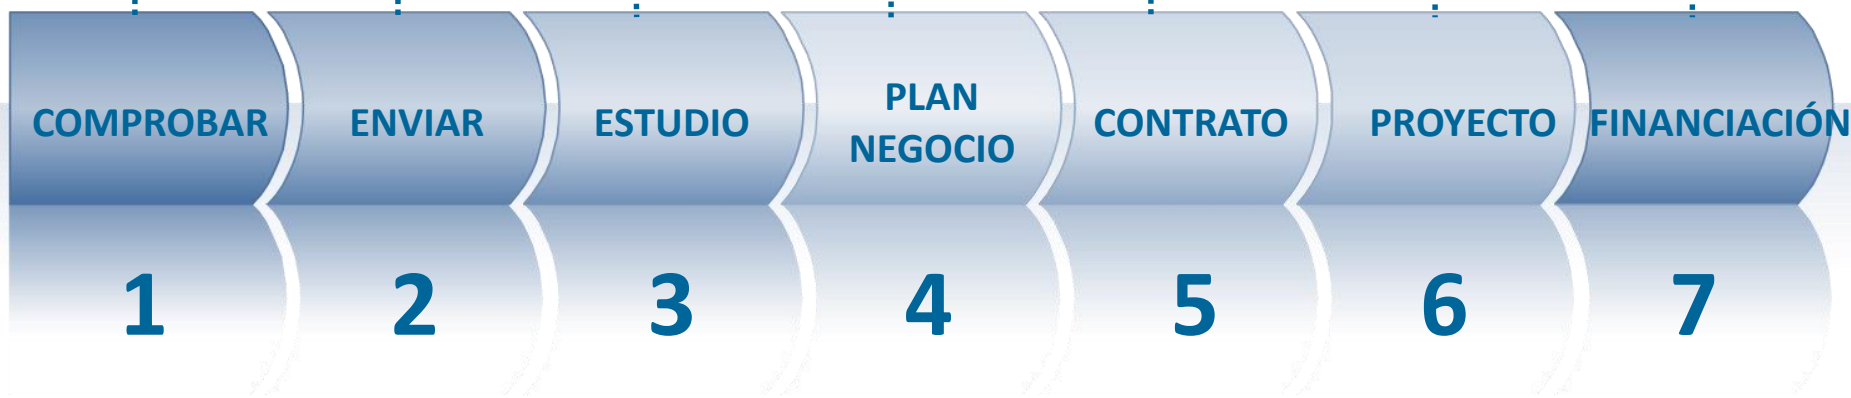 COMPROBAR
ENVIAR
ESTUDIO
PLAN
NEGOCIO
CONTRATO
PROYECTO
FINANCIACIÓN
1
2
3
4
5
6
7